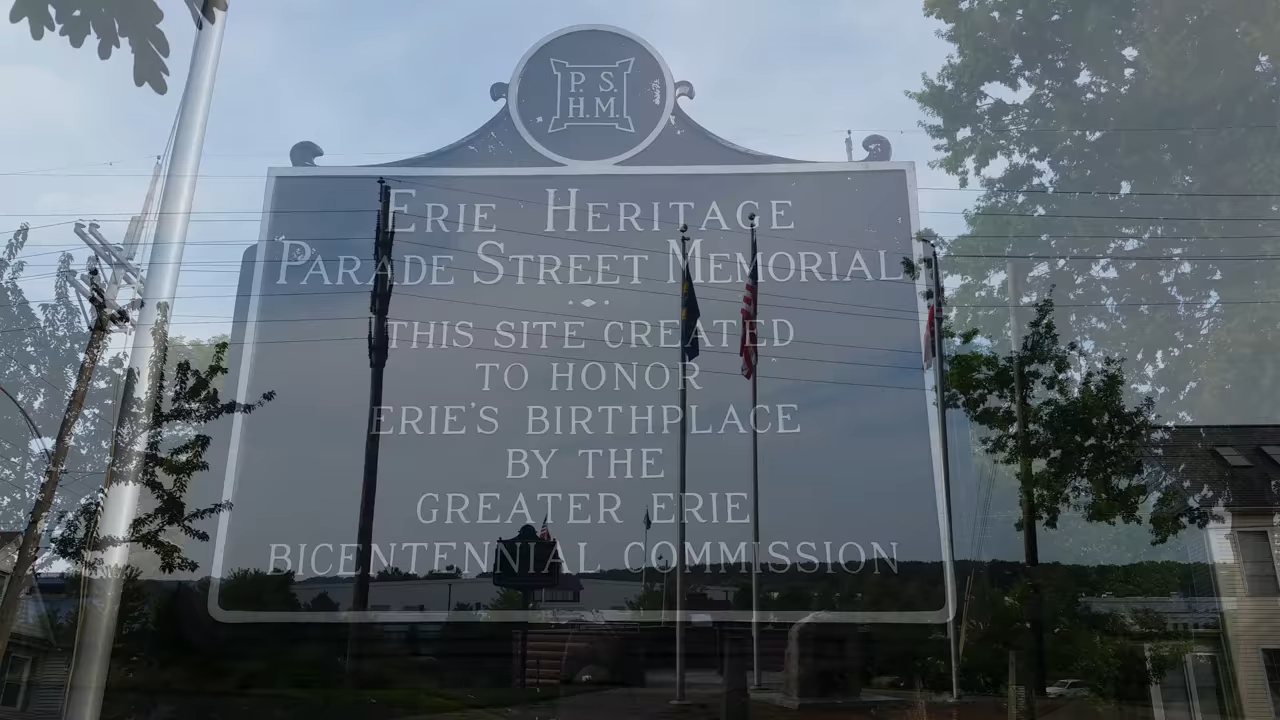 P. S.
H.M.
ERIE HERITAGE
PARADE STREET MEMORIAL
THIS SITE CREATED
TO HONOR
ERIE'S BIRTHPLACE
BY THE
GREATER ERIE
BICENTENNIAL COMMISSION